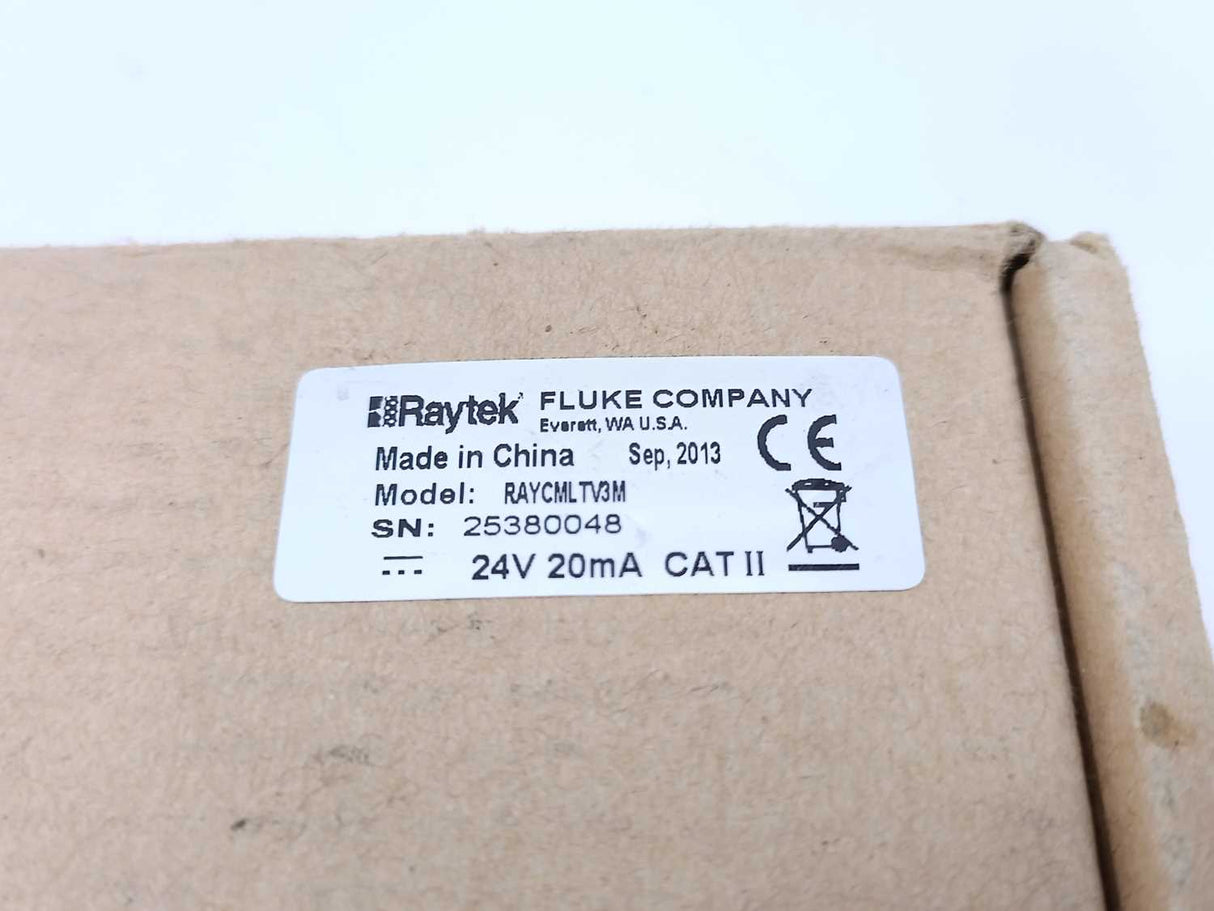 Raytek FLUKE COMPANY
Everett, WA U.S.A.
Made in China Sep, 2013 CE
Model: RAYCMLTV3M
SN: 25380048
24V 20mA CAT II